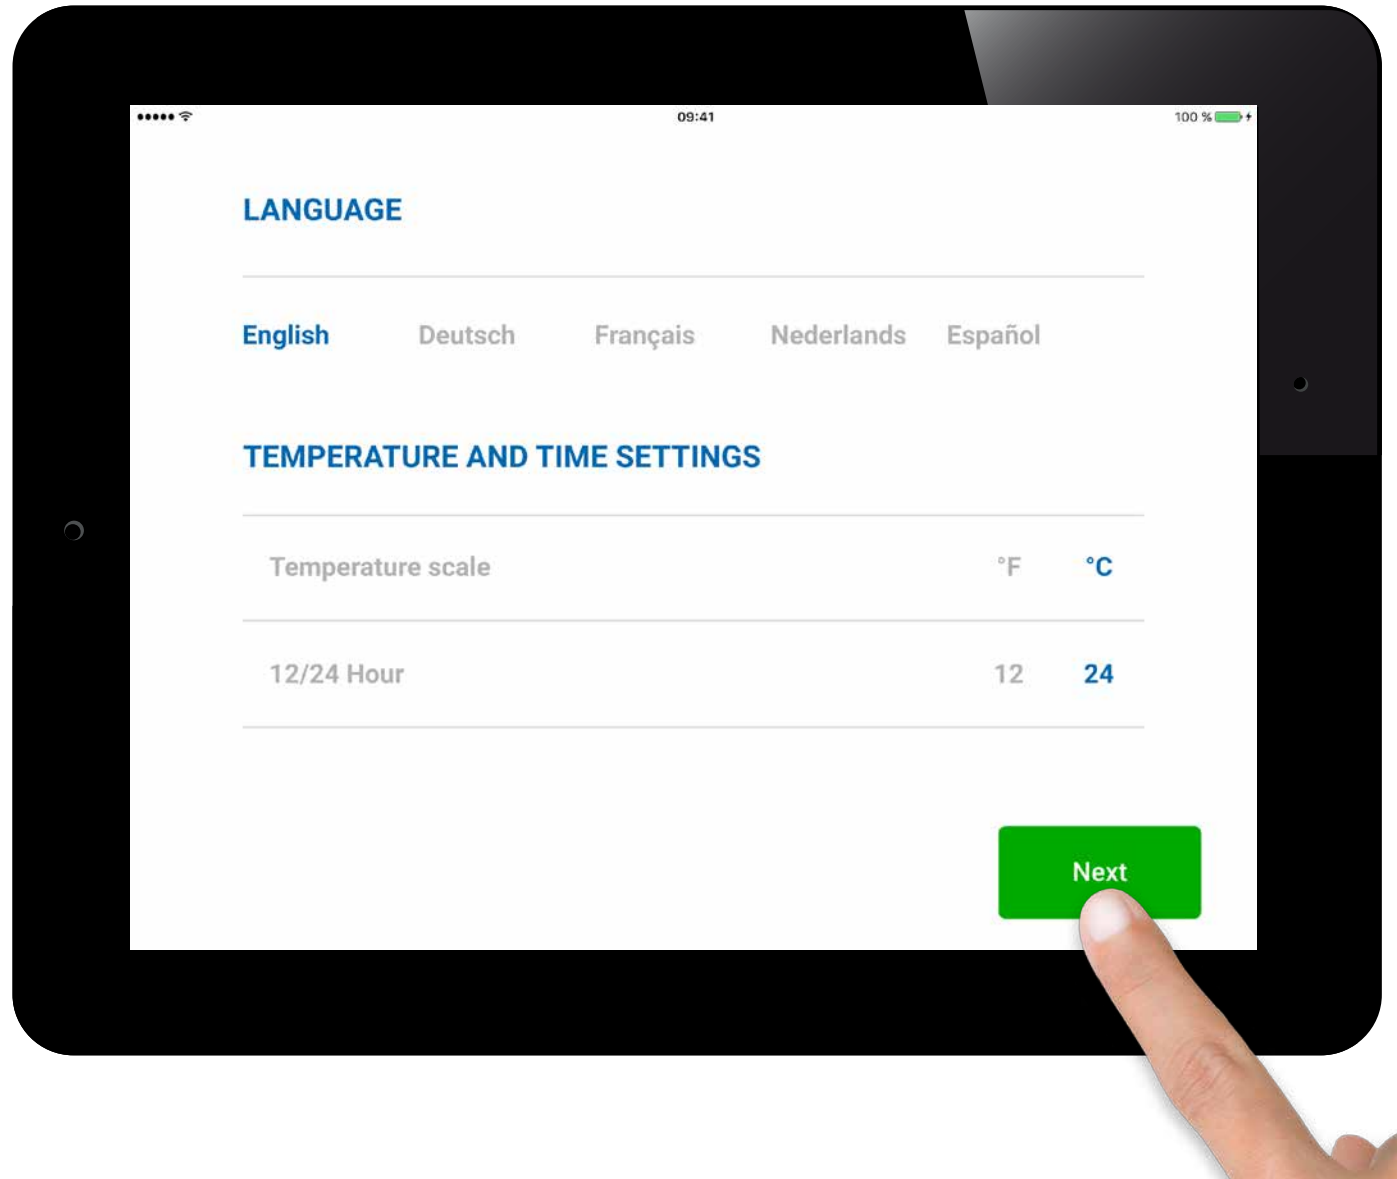 09:41
100 %
LANGUAGE
English Deutsch Français Nederlands Español
TEMPERATURE AND TIME SETTINGS
Temperature scale °F °C
12/24 Hour 12 24
Next